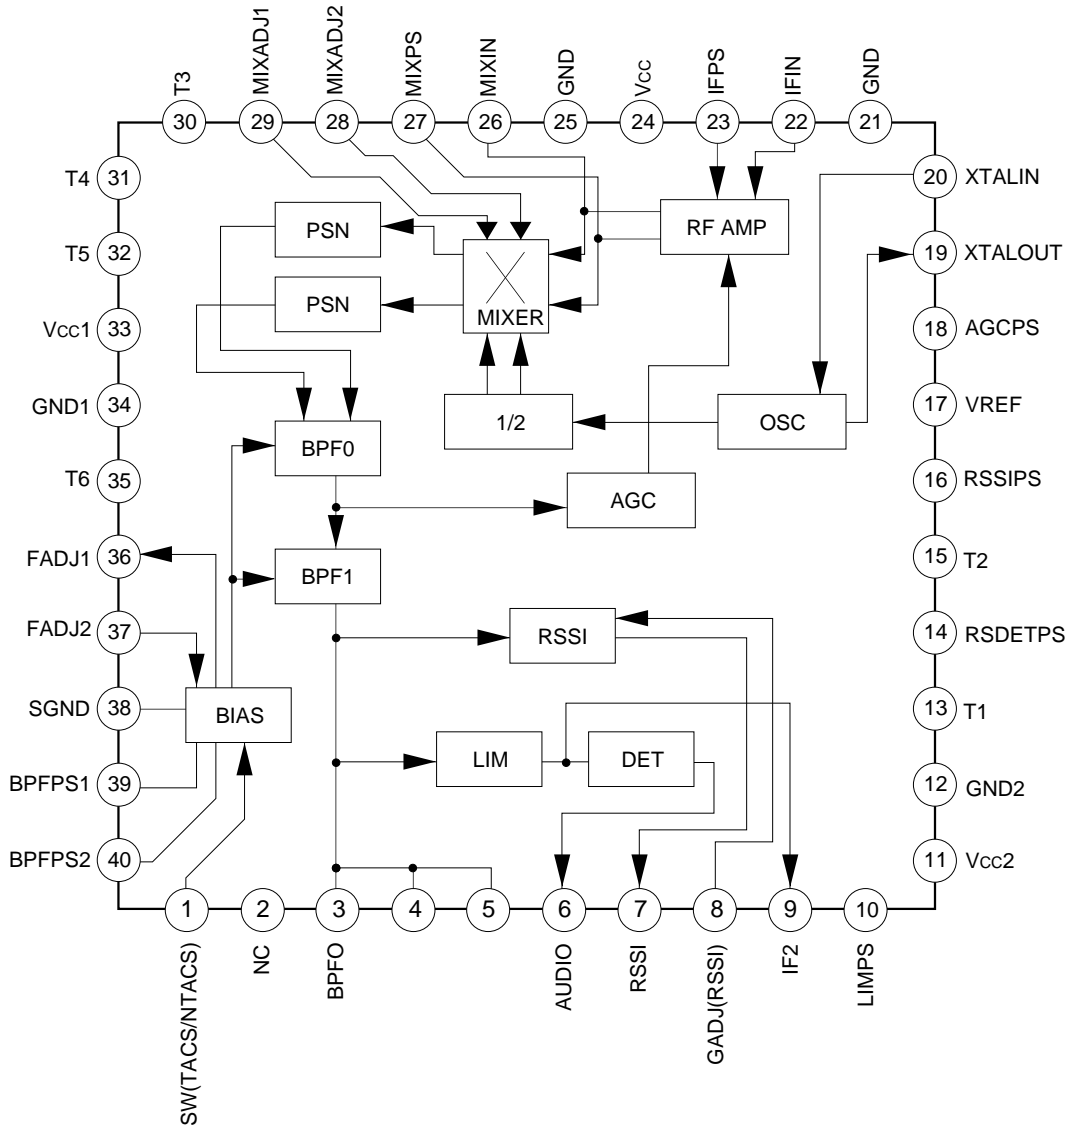 T3
MIXADJ1
MIXADJ2
MIXPS
MIXIN
GND
Vcc
IFPS
IFIN
GND
30
29
28
27
26
25
24
23
22
21
T4
31
20
XTALIN
PSN
RF AMP
T5
32
19
XTALOUT
PSN
MIXER
Vcc1
33
18
AGCPS
GND1
34
17
VREF
1/2
OSC
BPF0
T6
35
16
RSSIPS
AGC
FADJ1
36
15
T2
BPF1
FADJ2
37
14
RSDETPS
RSSI
SGND
38
BIAS
13
T1
LIM
DET
BPFPS1
39
12
GND2
BPFPS2
40
11
Vcc2
1
2
3
4
5
6
7
8
9
10
SW(TACS/NTACS)
NC
BPFO
AUDIO
RSSI
GADJ(RSSI)
IF2
LIMPS